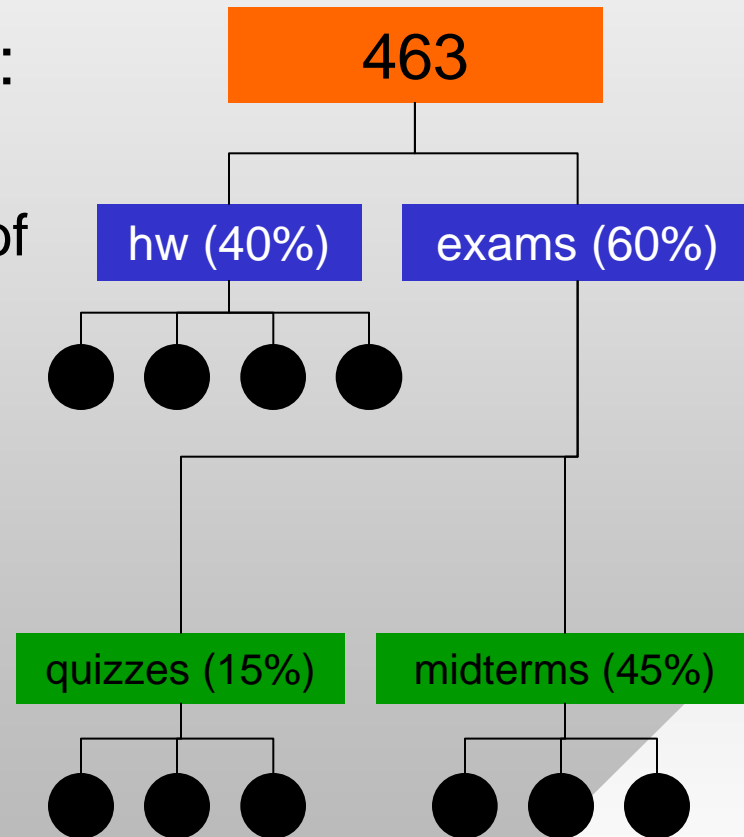 :
463
of
hw (40%)
exams (60%)
quizzes (15%)
midterms (45%)